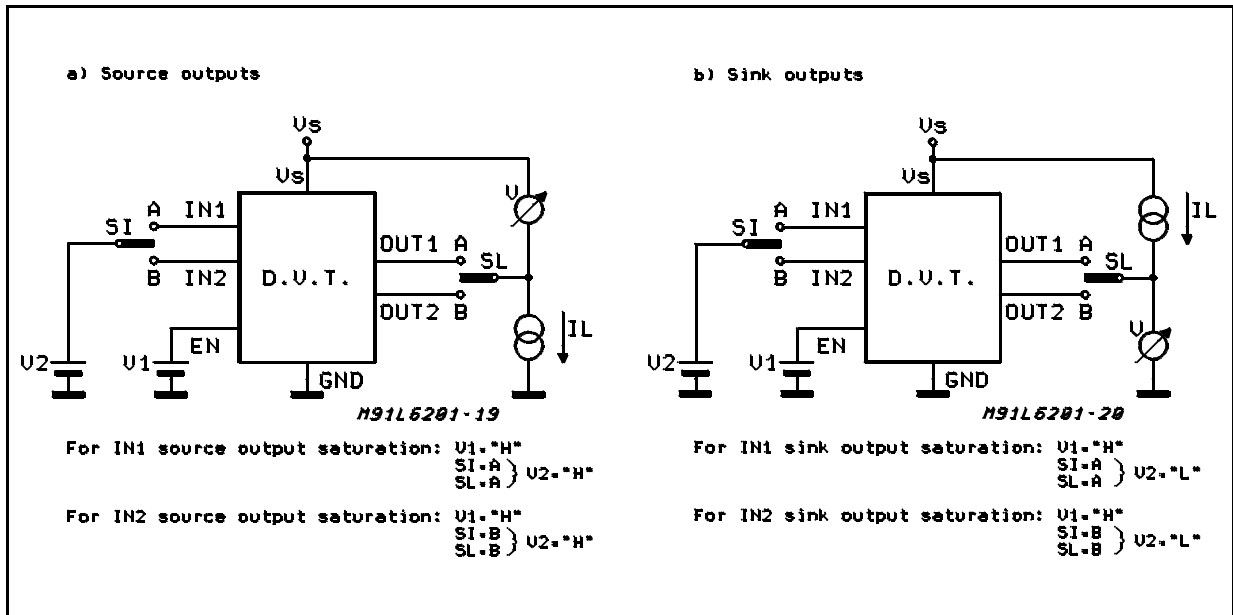 a) Source outputs
Vs
Vs
V
A
IN1
SI
B
IN2
D.V.T.
OUT1
A
SL
OUT2
B
IL
EN
V2
V1
GND
M91L6201-19
For IN1 source output saturation: V1="H"
SI=A
SL=A } V2="H"
For IN2 source output saturation: V1="H"
SI=B
SL=B } V2="H"
b) Sink outputs
Vs
Vs
IL
A
IN1
SI
B
IN2
D.V.T.
OUT1
A
SL
OUT2
B
V
EN
V2
V1
GND
M91L6201-20
For IN1 sink output saturation: V1="H"
SI=A
SL=A } V2="L"
For IN2 sink output saturation: V1="H"
SI=B
SL=B } V2="L"